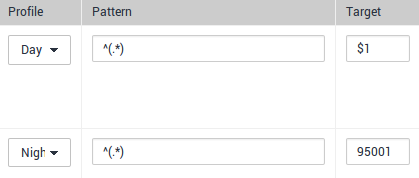 Profile Pattern Target
Day ^(.*) $1
Nigh ^(.*) 95001